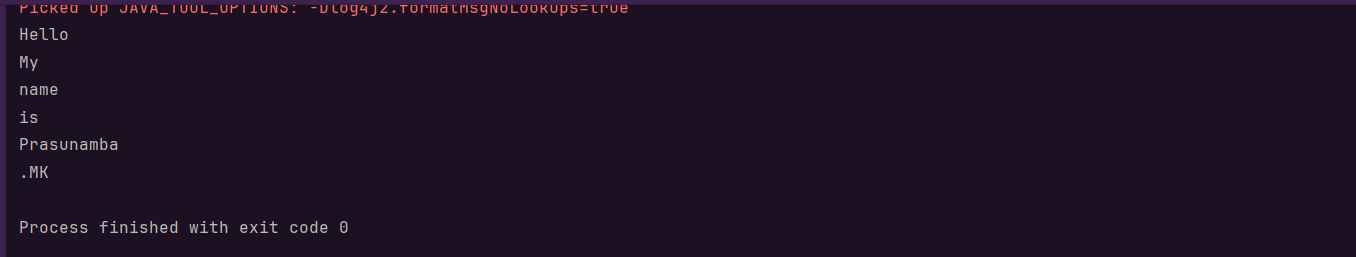 Picked up JAVA_TOOL_OPTIONS: -Dlog4j2.formatMsgNoLookups=true
Hello
My
name
is
Prasunamba
.MK
Process finished with exit code 0